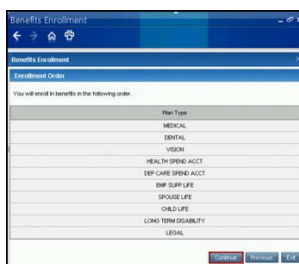 Benefits Enrollment
Benefits Enrollment
Enrollment Order
You will enroll in benefits in the following order.
Plan Type
MEDICAL
DENTAL
VISION
HEALTH SPEND ACCT
DEP CARE SPEND ACCT
EMP SUPP LIFE
SPOUSE LIFE
CHILD LIFE
LONG TERM DISABILITY
LEGAL
Continue Previous Exit